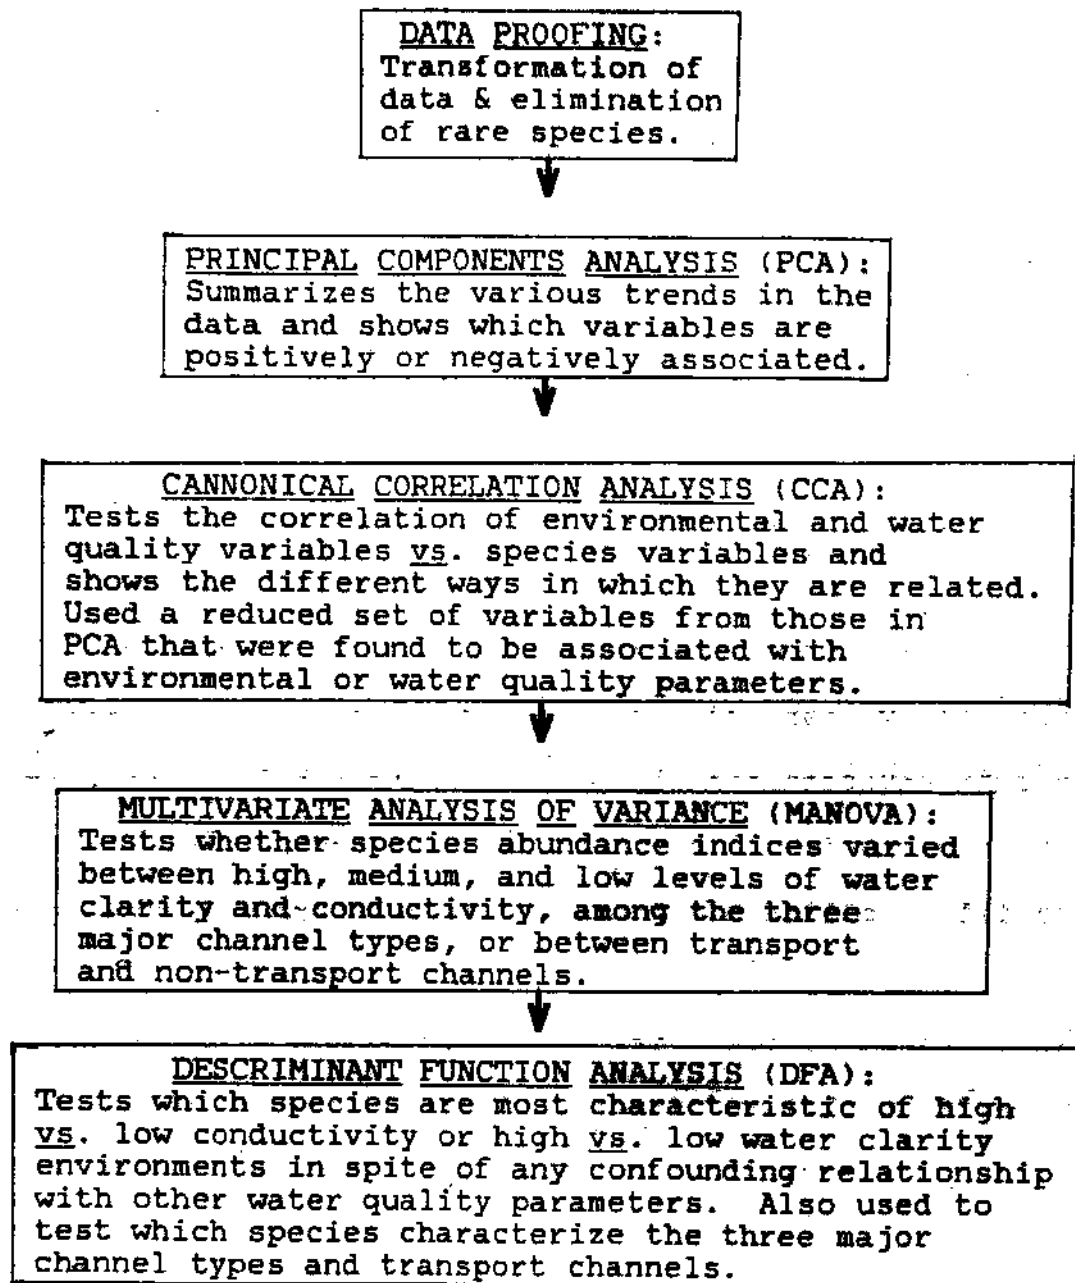 DATA PROOFING:
Transformation of
data & elimination
of rare species.
PRINCIPAL COMPONENTS ANALYSIS (PCA):
Summarizes the various trends in the
data and shows which variables are
positively or negatively associated.
CANNONICAL CORRELATION ANALYSIS (CCA):
Tests the correlation of environmental and water
quality variables vs. species variables and
shows the different ways in which they are related.
Used a reduced set of variables from those in
PCA that were found to be associated with
environmental or water quality parameters.
MULTIVARIATE ANALYSIS OF VARIANCE (MANOVA):
Tests whether species abundance indices varied
between high, medium, and low levels of water
clarity and conductivity, among the three
major channel types, or between transport
and non-transport channels.
DESCRIMINANT FUNCTION ANALYSIS (DFA):
Tests which species are most characteristic of high
vs. low conductivity or high vs. low water clarity
environments in spite of any confounding relationship
with other water quality parameters. Also used to
test which species characterize the three major
channel types and transport channels.